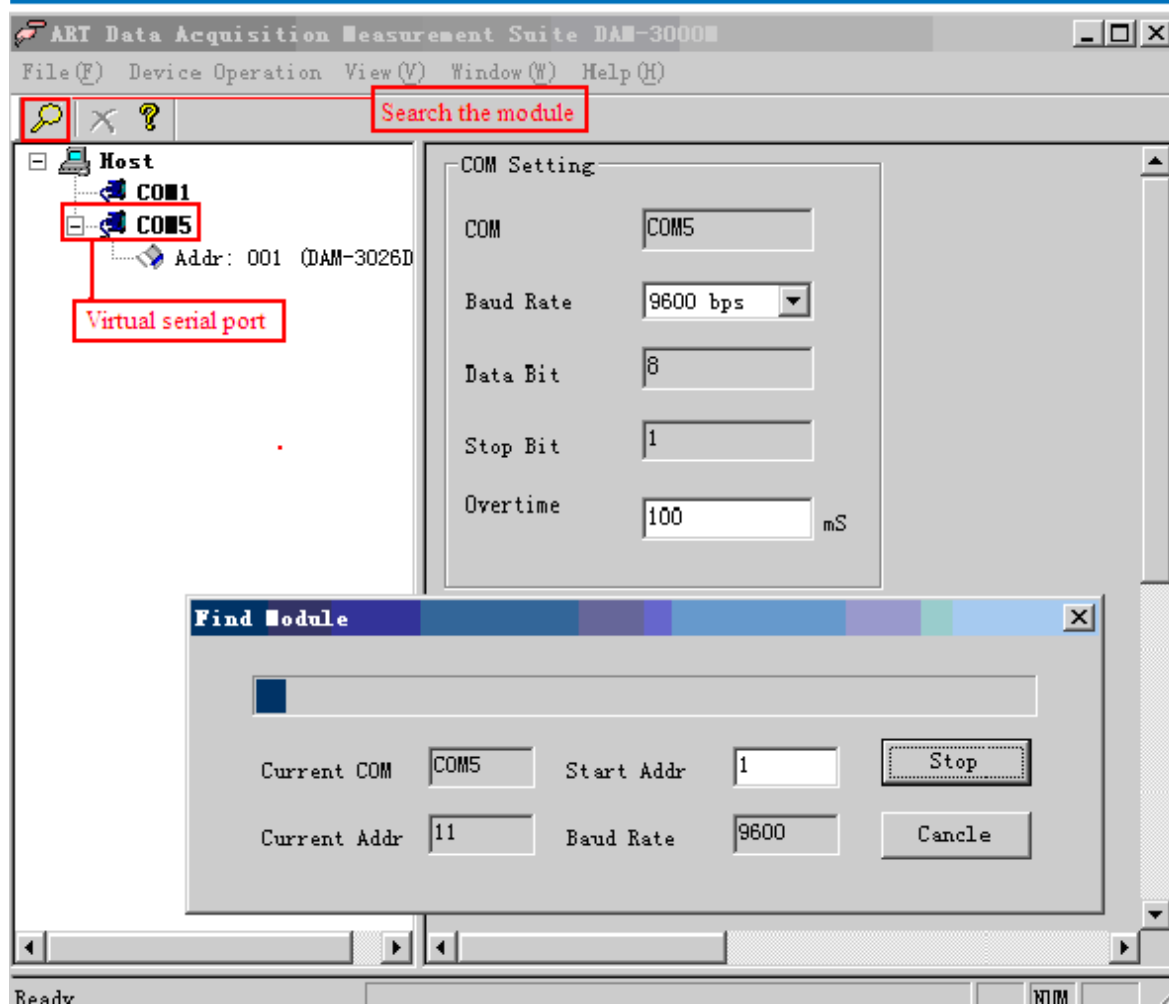 ART Data Acquisition Measurement Suite DAM-3000M
File(F) Device Operation View(V) Window(W) Help(H)
Search the module
Host
COM1
COM5
Addr: 001 (DAM-3026D
Virtual serial port
COM Setting
COM COM5
Baud Rate 9600 bps
Data Bit 8
Stop Bit 1
Overtime 100 mS
Find Module
Current COM COM5 Start Addr 1 Stop
Current Addr 11 Baud Rate 9600 Cancle
Ready NUM